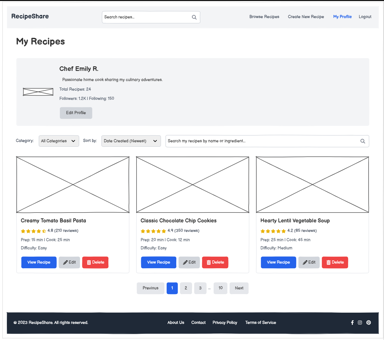 RecipeShare
Search recipes...
Browse Recipes Create New Recipe My Profile Logout
My Recipes
Chef Emily R.
Passionate home cook sharing my culinary adventures.
Total Recipes: 24
Followers: 1.2K | Following: 150
Edit Profile
Category: All Categories Sort by: Date Created (Newest) Search my recipes by name or ingredient...
Creamy Tomato Basil Pasta
4.8 (210 reviews)
Prep: 15 min | Cook: 25 min
Difficulty: Easy
View Recipe Edit Delete
Classic Chocolate Chip Cookies
4.9 (355 reviews)
Prep: 20 min | Cook: 12 min
Difficulty: Easy
View Recipe Edit Delete
Hearty Lentil Vegetable Soup
4.2 (85 reviews)
Prep: 25 min | Cook: 45 min
Difficulty: Medium
View Recipe Edit Delete
Previous 1 2 3 ... 10 Next
© 2023 RecipeShare. All rights reserved. About Us Contact Privacy Policy Terms of Service